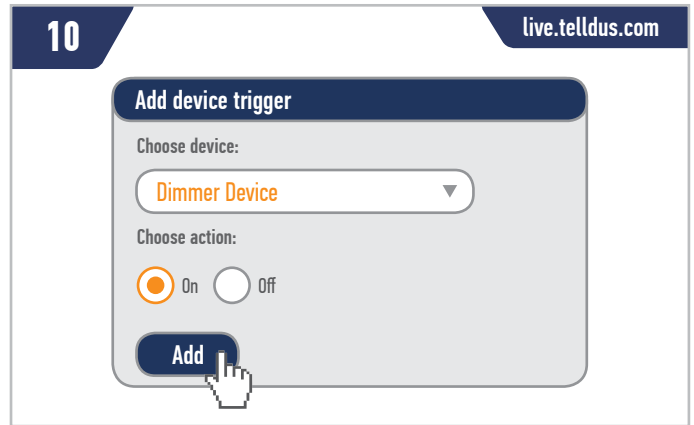 10
live.telldus.com
Add device trigger
Choose device:
Dimmer Device
Choose action:
On Off
Add